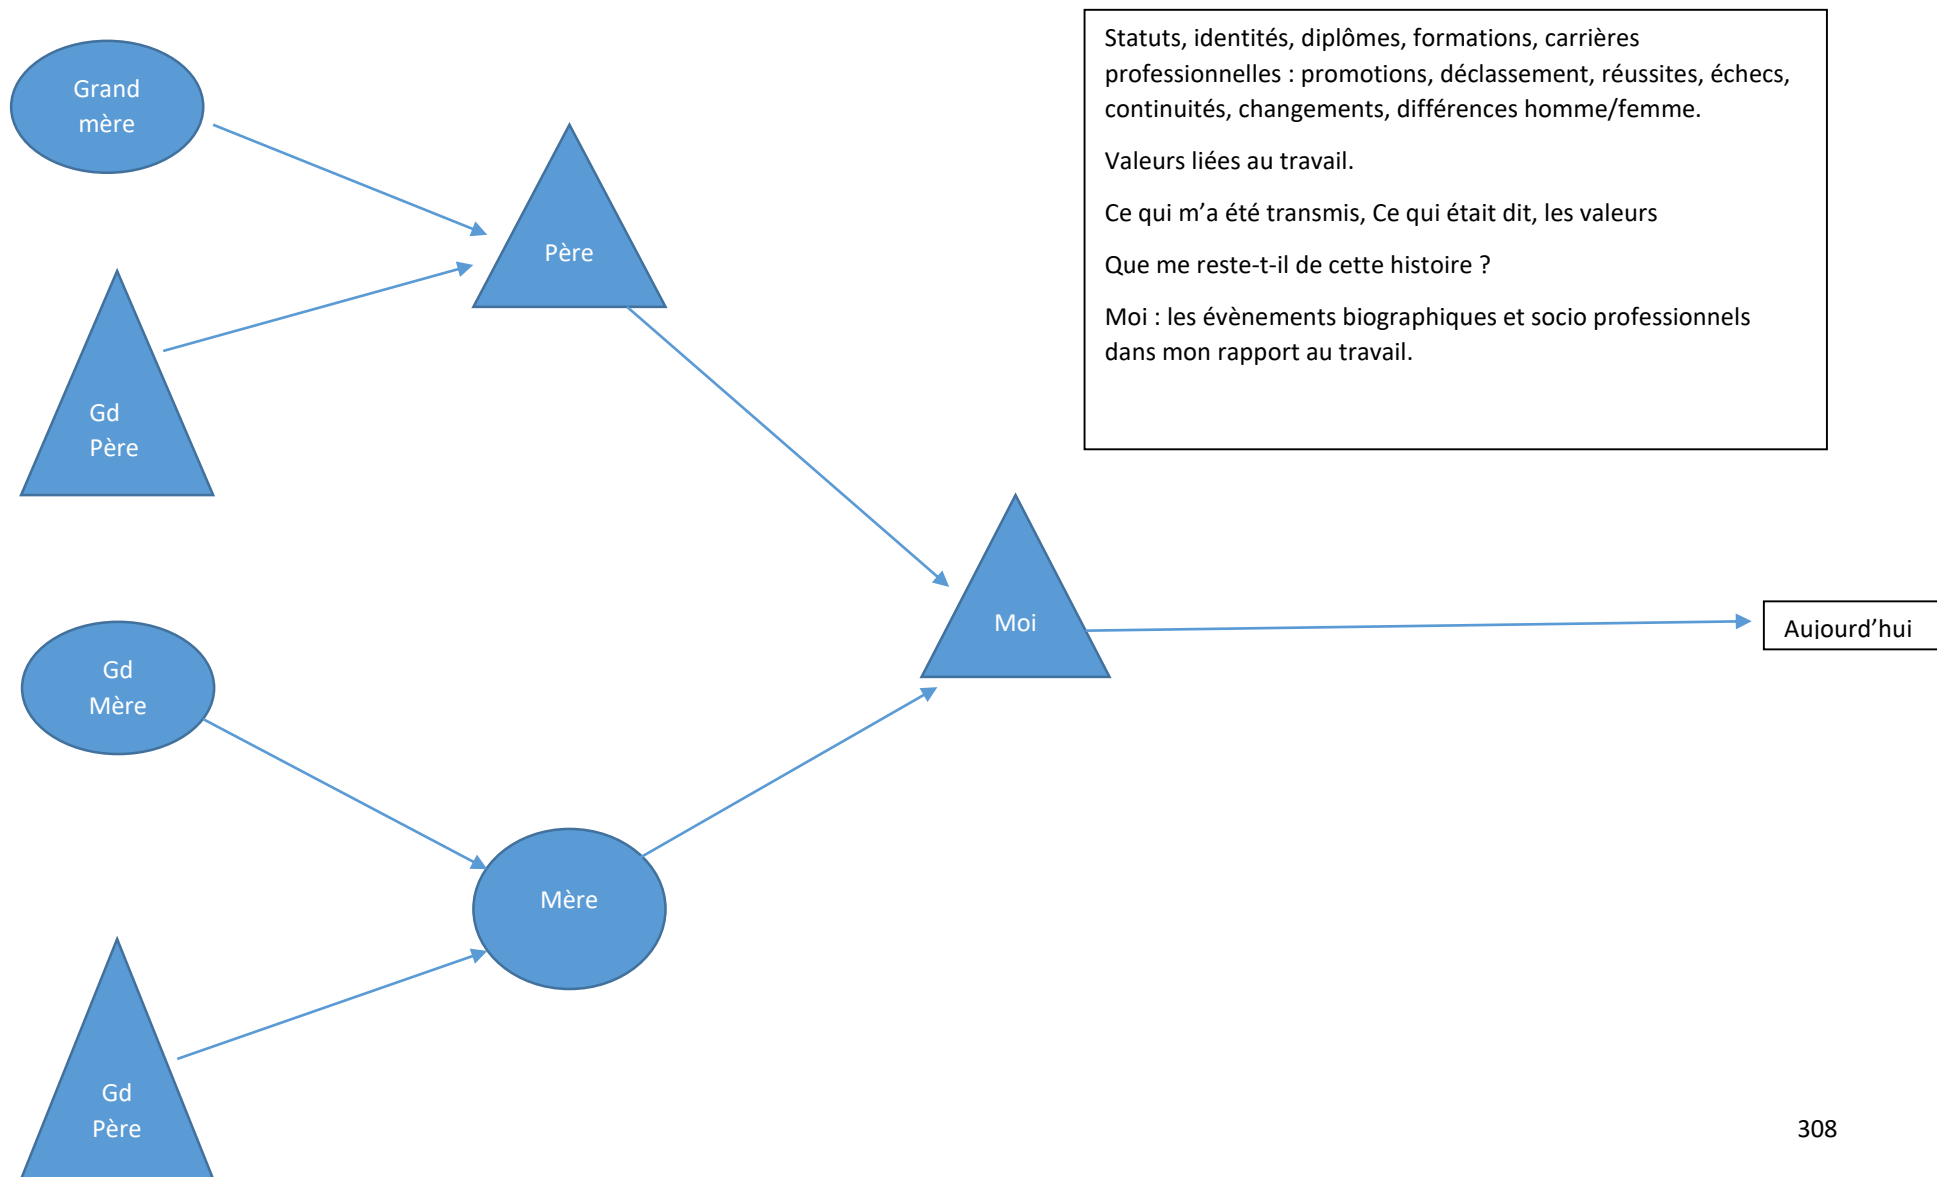 Statuts, identités, diplômes, formations, carrières
professionnelles : promotions, déclassement, réussites, échecs,
continuités, changements, différences homme/femme.
Valeurs liées au travail.
Ce qui m’a été transmis, Ce qui était dit, les valeurs
Que me reste-t-il de cette histoire ?
Moi : les évènements biographiques et socio professionnels
dans mon rapport au travail.
Grand
mère
Père
Gd
Père
Moi
Aujourd’hui
Gd
Mère
Mère
Gd
Père
308